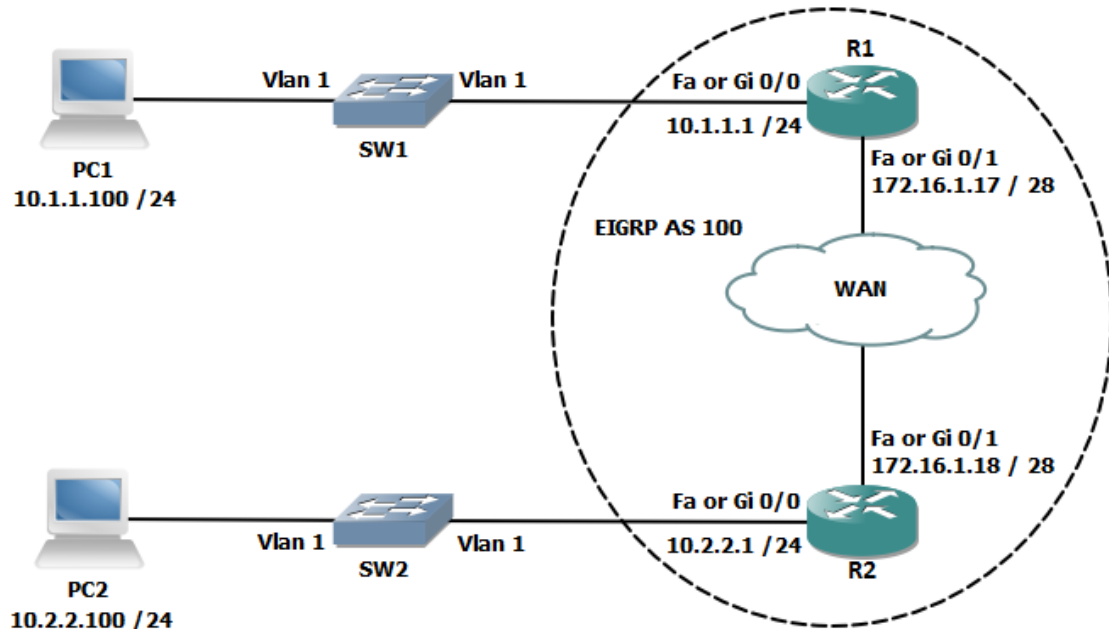 R1
Vlan 1
Vlan 1
Fa or Gi 0/0
10.1.1.1 /24
SW1
PC1
10.1.1.100 /24
Fa or Gi 0/1
172.16.1.17 / 28
EIGRP AS 100
WAN
Fa or Gi 0/1
172.16.1.18 / 28
Fa or Gi 0/0
10.2.2.1 /24
Vlan 1
Vlan 1
SW2
R2
PC2
10.2.2.100 /24